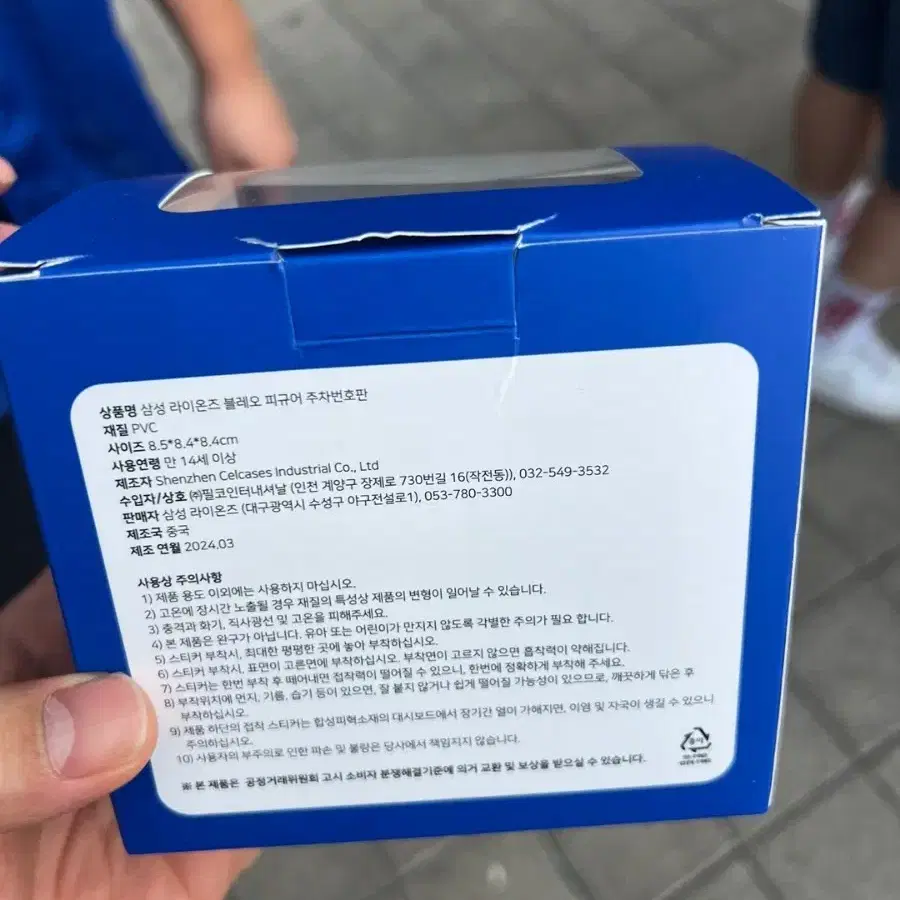 상품명 삼성 라이온즈 블레오 피규어 주차번호판
재질 PVC
사이즈 8.5*8.4*8.4cm
사용연령 만 14세 이상
제조자 Shenzhen Celcases Industrial Co., Ltd
수입자/상호 ㈜필코인터내셔날 (인천 계양구 장제로 730번길 16(작전동)), 032-549-3532
판매자 삼성 라이온즈 (대구광역시 수성구 야구전설로1), 053-780-3300
제조국 중국
제조 연월 2024.03
사용상 주의사항
1) 제품 용도 이외에는 사용하지 마십시오.
2) 고온에 장시간 노출될 경우 재질의 특성상 제품의 변형이 일어날 수 있습니다.
3) 충격과 화기, 직사광선 및 고온을 피해주세요.
4) 본 제품은 완구가 아닙니다. 유아 또는 어린이가 만지지 않도록 각별한 주의가 필요 합니다.
5) 스티커 부착시, 최대한 평평한 곳에 놓아 부착하십시오.
6) 스티커 부착시, 표면이 고른면에 부착하십시오. 부착면이 고르지 않으면 흡착력이 약해집니다.
7) 스티커는 한번 부착 후 떼어내면 접착력이 떨어질 수 있으니, 한번에 정확하게 부착해 주세요.
8) 부착위치에 먼지, 기름, 습기 등이 있으면, 잘 붙지 않거나 쉽게 떨어질 가능성이 있으므로, 깨끗하게 닦은 후
부착하십시오.
9) 제품 하단의 접착 스티커는 합성피혁소재의 대시보드에서 장기간 열이 가해지면, 이염 및 자국이 생길 수 있으니
주의하십시오.
10) 사용자의 부주의로 인한 파손 및 불량은 당사에서 책임지지 않습니다.
종이
※ 본 제품은 공정거래위원회 고시 소비자 분쟁해결기준에 의거 교환 및 보상을 받으실 수 있습니다.